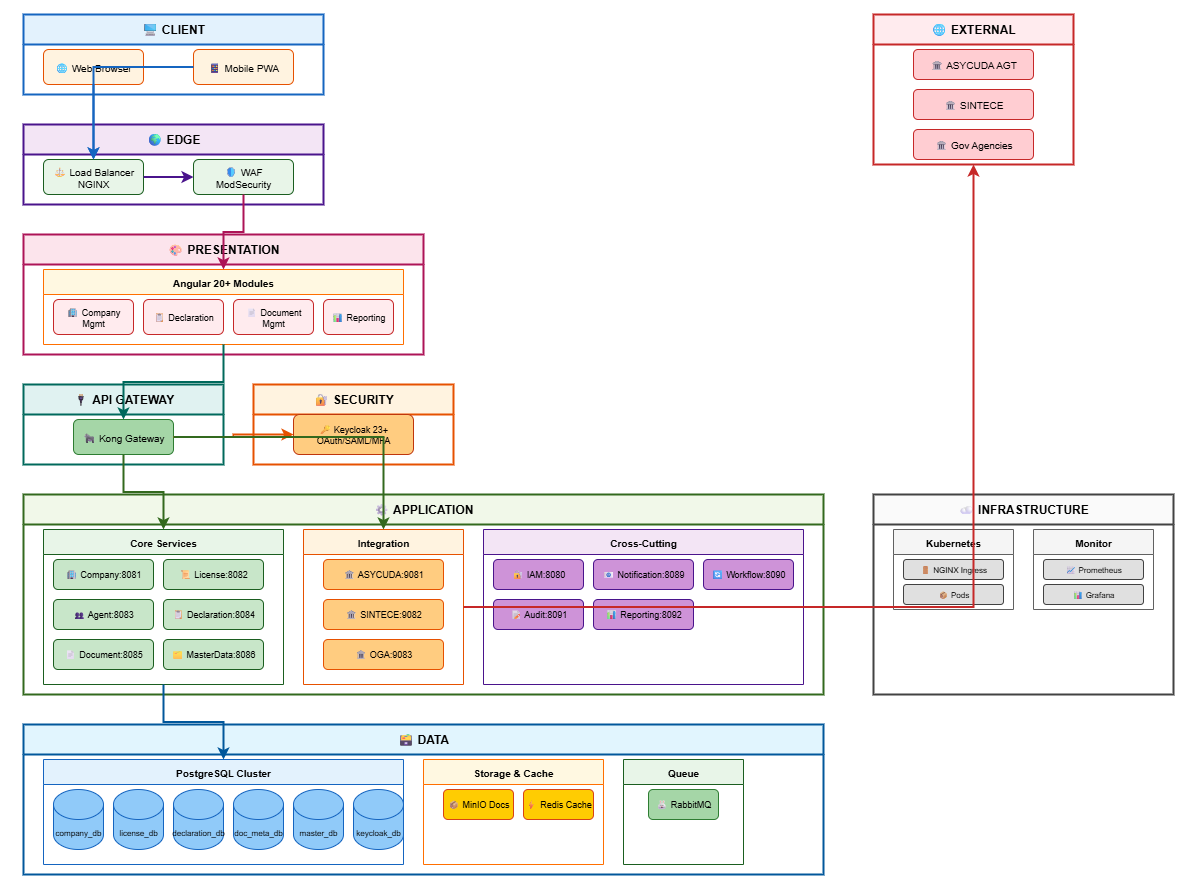 CLIENT
Web Browser
Mobile PWA
EXTERNAL
ASYCUDA AGT
SINTECE
Gov Agencies
EDGE
Load Balancer
NGINX
WAF
ModSecurity
PRESENTATION
Angular 20+ Modules
Company
Mgmt
Declaration
Document
Mgmt
Reporting
API GATEWAY
Kong Gateway
SECURITY
Keycloak 23+
OAuth/SAML/MFA
APPLICATION
Core Services
Company:8081
License:8082
Agent:8083
Declaration:8084
Document:8085
MasterData:8086
Integration
ASYCUDA:9081
SINTECE:9082
OGA:9083
Cross-Cutting
IAM:8080
Notification:8089
Workflow:8090
Audit:8091
Reporting:8092
INFRASTRUCTURE
Kubernetes
NGINX Ingress
Pods
Monitor
Prometheus
Grafana
DATA
PostgreSQL Cluster
company_db
license_db
declaration_db
doc_meta_db
master_db
keycloak_db
Storage & Cache
MinIO Docs
Redis Cache
Queue
RabbitMQ